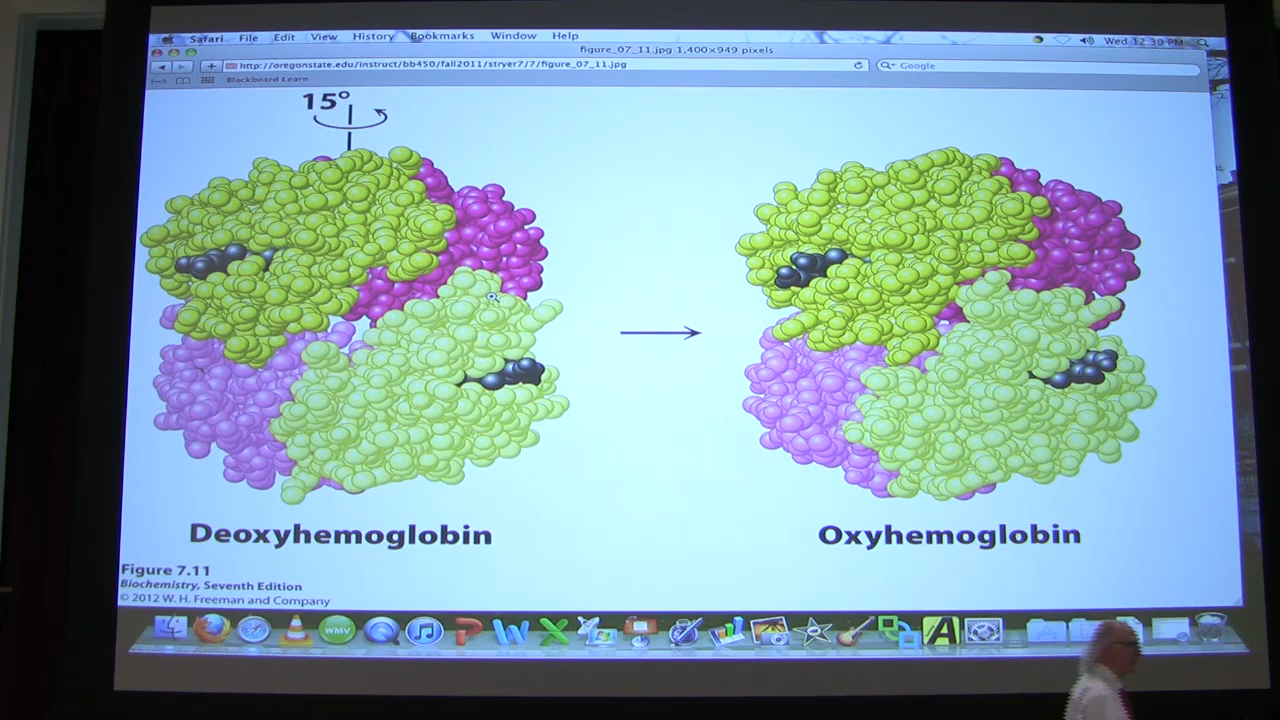 Safari File Edit View History Bookmarks Window Help Wed 12:30 PM
figure_07_11.jpg 1,400×949 pixels
http://oregonstate.edu/instruct/bb450/fall2011/stryer7/7/figure_07_11.jpg Google
Blackboard Learn
15°
Deoxyhemoglobin Oxyhemoglobin
Figure 7.11
Biochemistry, Seventh Edition
© 2012 W. H. Freeman and Company
WMV